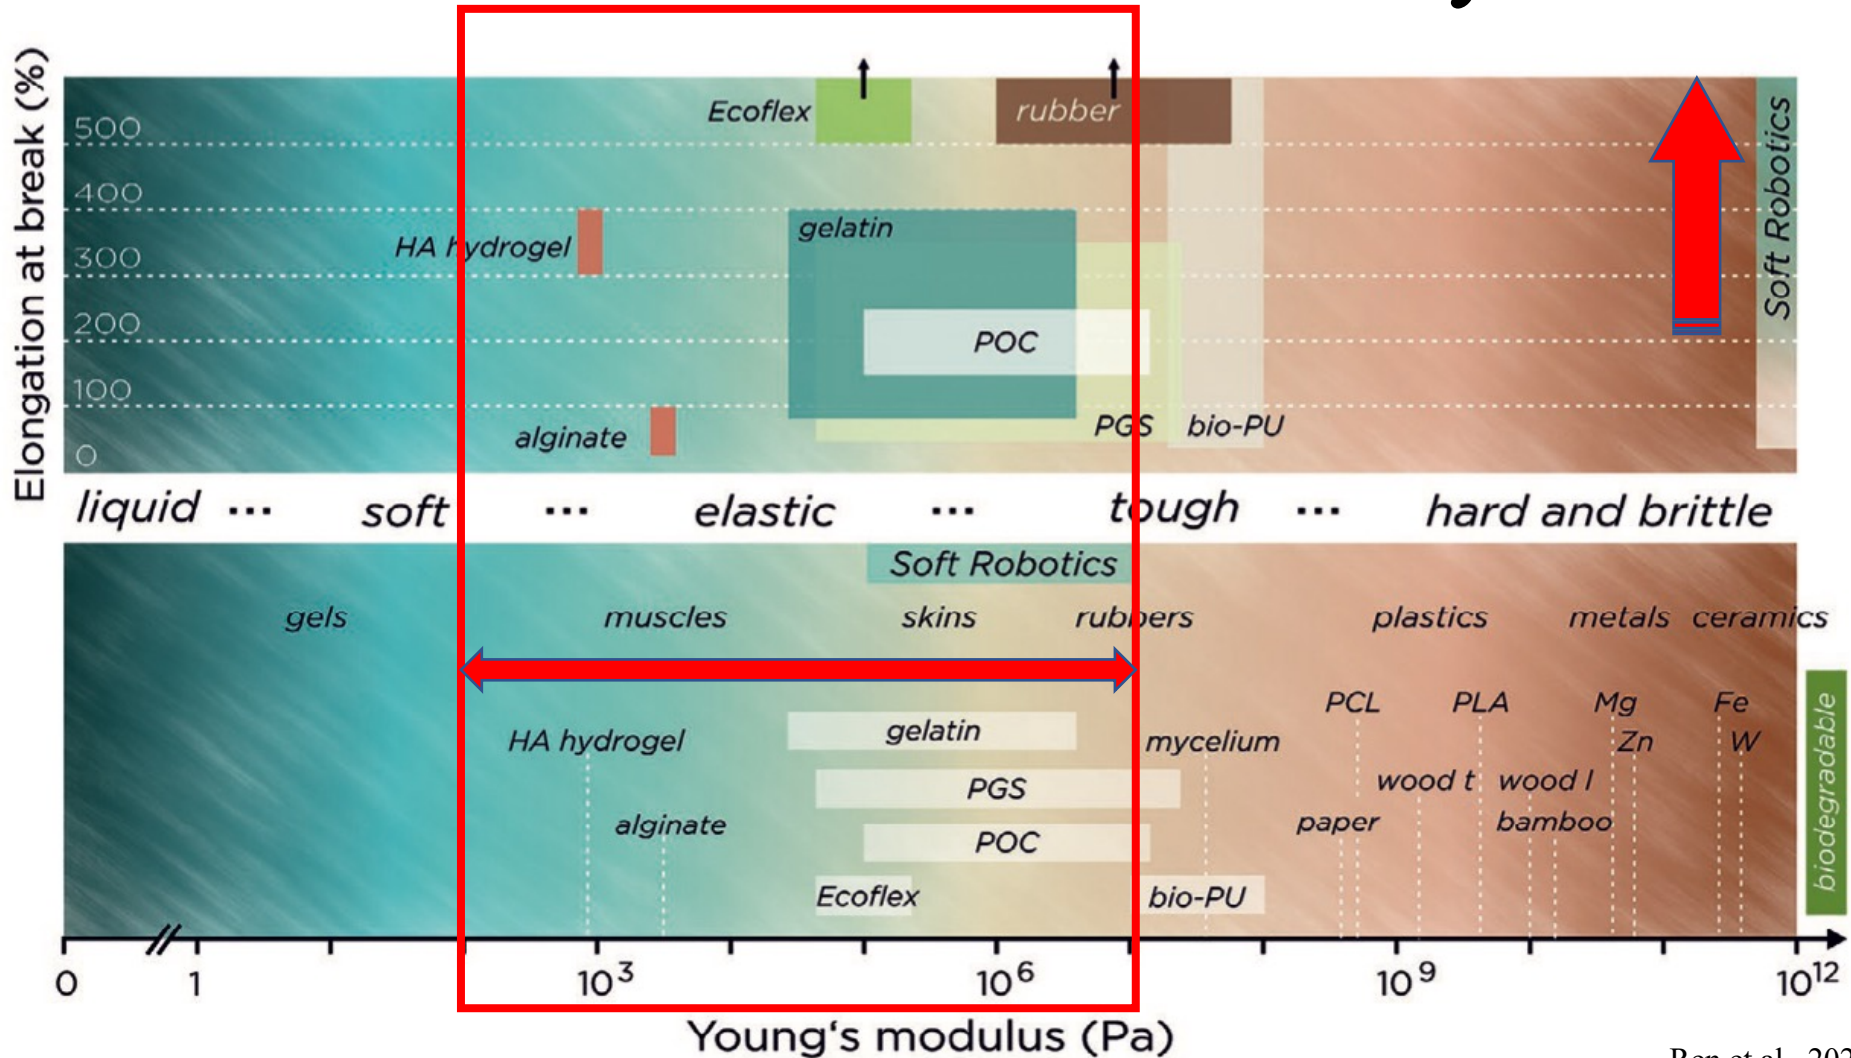 Elongation at break (%)
500
400
300
200
100
0
Ecoflex
rubber
HA hydrogel
gelatin
POC
alginate
PGS
bio-PU
Soft Robotics
liquid ... soft ... elastic ... tough ... hard and brittle
Soft Robotics
gels
muscles
skins
rubbers
plastics
metals
ceramics
PCL
PLA
Mg
Fe
HA hydrogel
gelatin
mycelium
Zn
W
PGS
wood t
wood l
alginate
POC
paper
bamboo
Ecoflex
bio-PU
biodegradable
0
1
10³
10⁶
10⁹
10¹²
Young's modulus (Pa)